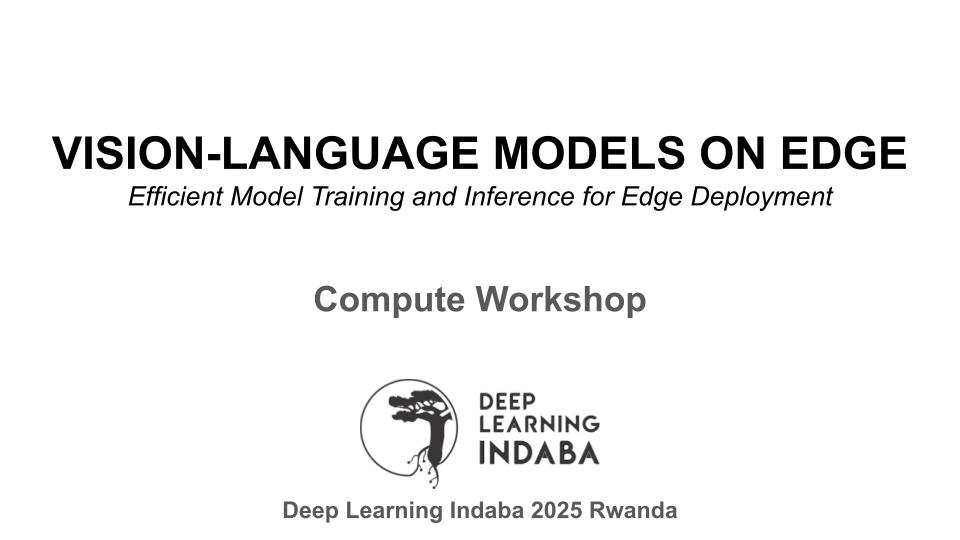 VISION-LANGUAGE MODELS ON EDGE
Efficient Model Training and Inference for Edge Deployment
Compute Workshop
DEEP
LEARNING
INDABA
Deep Learning Indaba 2025 Rwanda